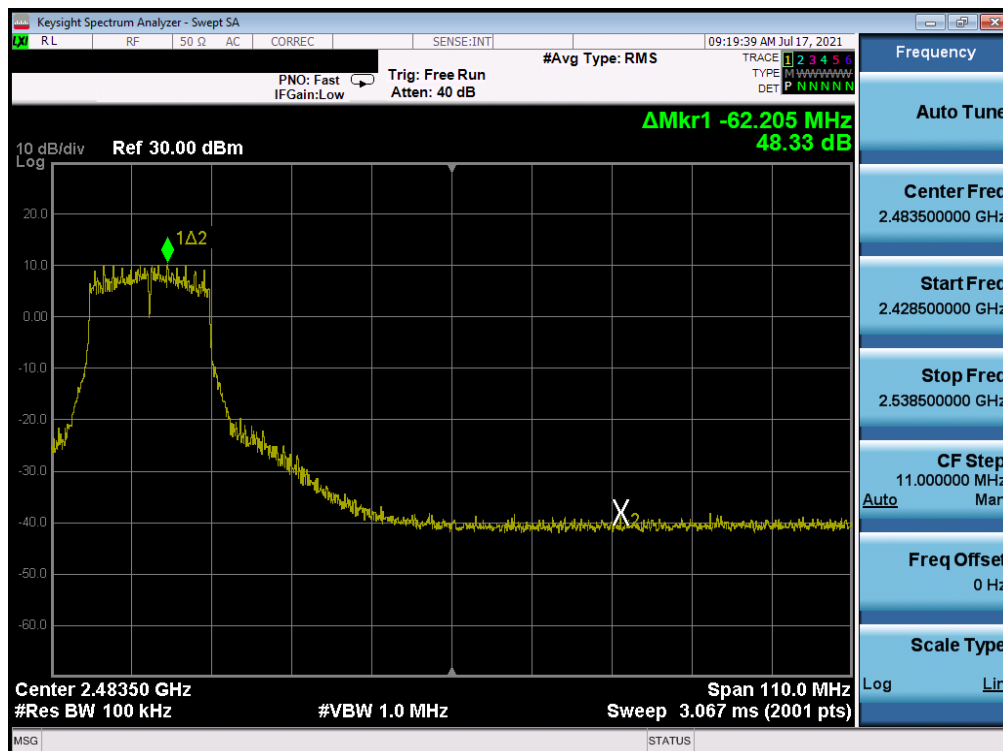 Keysight Spectrum Analyzer - Swept SA
LXI RL RF 50 Ω AC CORREC SENSE:INT 09:19:39 AM Jul 17, 2021
#Avg Type: RMS
TRACE 1 2 3 4 5 6
PNO: Fast Trig: Free Run
TYPE M WWWWW
IFGain:Low Atten: 40 dB
DET P N N N N N
ΔMkr1 -62.205 MHz
48.33 dB
10 dB/div Ref 30.00 dBm
Log
20.0
1Δ2
10.0
0.00
-10.0
-20.0
-30.0
-40.0
X2
-50.0
-60.0
Center 2.48350 GHz Span 110.0 MHz
#Res BW 100 kHz #VBW 1.0 MHz Sweep 3.067 ms (2001 pts)
MSG STATUS
Frequency
Auto Tune
Center Freq
2.483500000 GHz
Start Freq
2.428500000 GHz
Stop Freq
2.538500000 GHz
CF Step
11.000000 MHz
Auto Man
Freq Offset
0 Hz
Scale Type
Log Lin